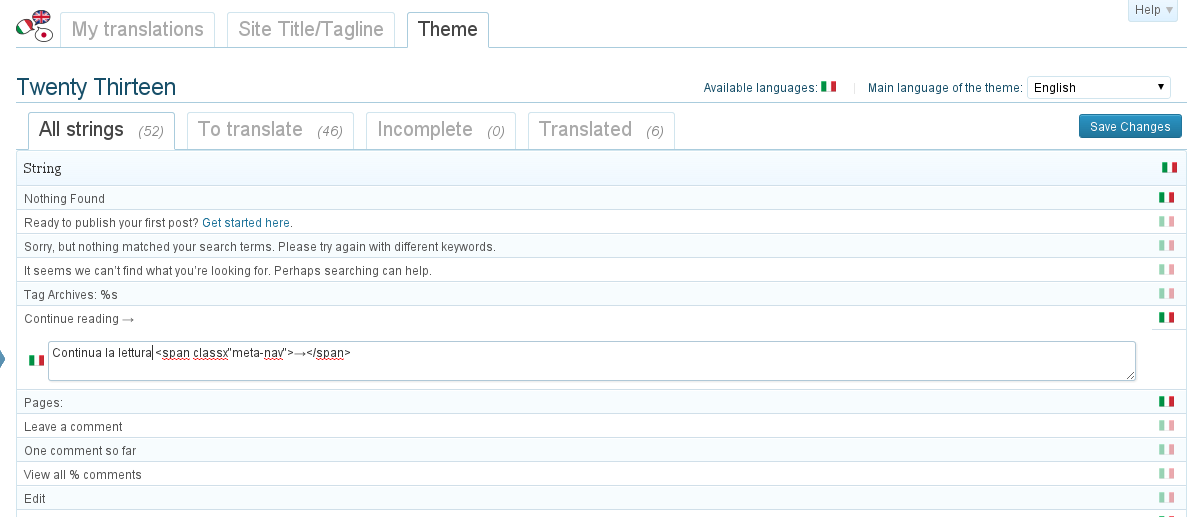 Help ▾
My translations Site Title/Tagline Theme
Twenty Thirteen Available languages: Main language of the theme: English ▾
All strings (52) To translate (46) Incomplete (0) Translated (6) Save Changes
String
Nothing Found
Ready to publish your first post? Get started here.
Sorry, but nothing matched your search terms. Please try again with different keywords.
It seems we can't find what you're looking for. Perhaps searching can help.
Tag Archives: %s
Continue reading →
Continua la lettura <span classx"meta-nav">→</span>
Pages:
Leave a comment
One comment so far
View all % comments
Edit